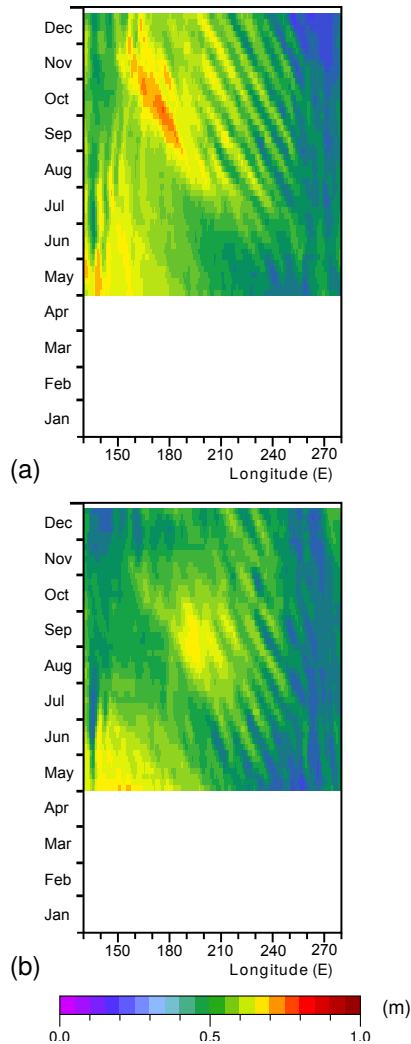 Dec
Nov
Oct
Sep
Aug
Jul
Jun
May
Apr
Mar
Feb
Jan
150 180 210 240 270
(a) Longitude (E)
Dec
Nov
Oct
Sep
Aug
Jul
Jun
May
Apr
Mar
Feb
Jan
150 180 210 240 270
(b) Longitude (E)
(m)
0.0 0.5 1.0